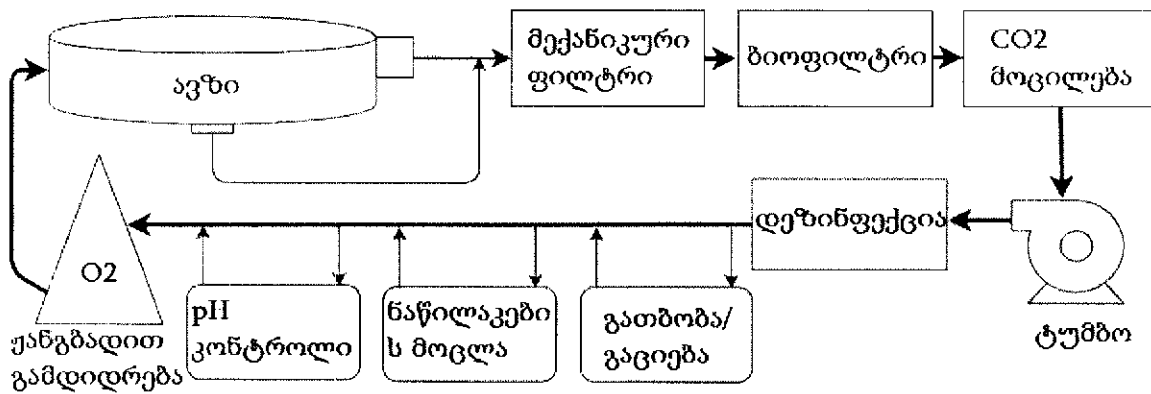 ავზი
მექანიკური
ფილტრი
ბიოფილტრი
CO2
მოცილება
დეზინფექცია
ტუმბო
O2
ჟანგბადით
გამდიდრება
pH
კონტროლი
ნაწილაკები
ს მოცლა
გათბობა/
გაციება